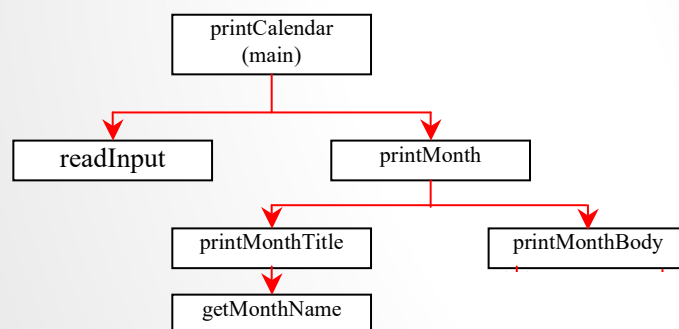 printCalendar
(main)
readInput
printMonth
printMonthTitle
printMonthBody
getMonthName